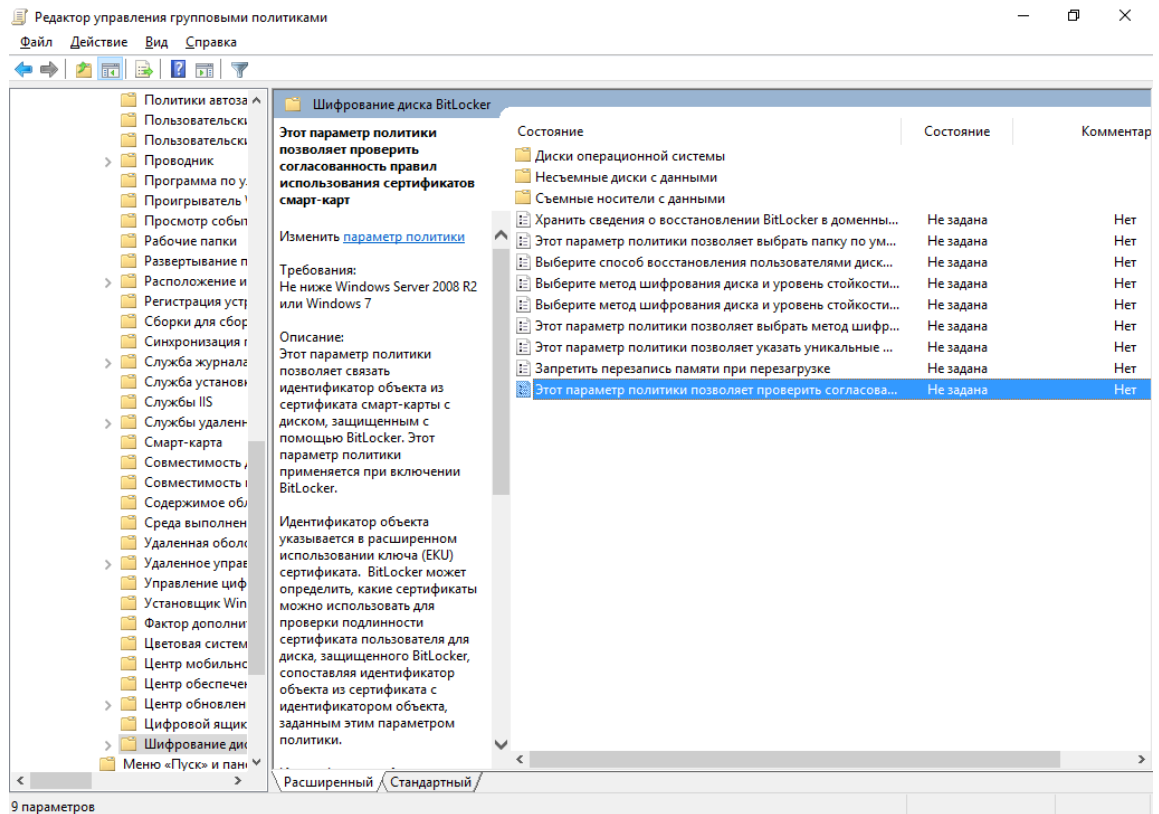 Редактор управления групповыми политиками
Файл Действие Вид Справка
Политики автоза
Пользовательски
Пользовательски
Проводник
Программа по у
Проигрыватель
Просмотр событ
Рабочие папки
Развертывание п
Расположение и
Регистрация устр
Сборки для сбор
Синхронизация
Служба журнала
Служба установк
Службы IIS
Службы удаленн
Смарт-карта
Совместимость
Совместимость
Содержимое обл
Среда выполнен
Удаленная оболо
Удаленное управ
Управление циф
Установщик Win
Фактор дополни
Цветовая систем
Центр мобильно
Центр обеспечен
Центр обновлен
Цифровой ящик
Шифрование дис
Меню «Пуск» и пане
Шифрование диска BitLocker
Этот параметр политики
позволяет проверить
согласованность правил
использования сертификатов
смарт-карт
Изменить параметр политики
Требования:
Не ниже Windows Server 2008 R2
или Windows 7
Описание:
Этот параметр политики
позволяет связать
идентификатор объекта из
сертификата смарт-карты с
диском, защищенным с
помощью BitLocker. Этот
параметр политики
применяется при включении
BitLocker.
Идентификатор объекта
указывается в расширенном
использовании ключа (EKU)
сертификата. BitLocker может
определить, какие сертификаты
можно использовать для
проверки подлинности
сертификата пользователя для
диска, защищенного BitLocker,
сопоставляя идентификатор
объекта из сертификата с
идентификатором объекта,
заданным этим параметром
политики.
Состояние Состояние Комментар
Диски операционной системы
Несъемные диски с данными
Съемные носители с данными
Хранить сведения о восстановлении BitLocker в доменны... Не задана Нет
Этот параметр политики позволяет выбрать папку по ум... Не задана Нет
Выберите способ восстановления пользователями диск... Не задана Нет
Выберите метод шифрования диска и уровень стойкости... Не задана Нет
Выберите метод шифрования диска и уровень стойкости... Не задана Нет
Этот параметр политики позволяет выбрать метод шифр... Не задана Нет
Этот параметр политики позволяет указать уникальные ... Не задана Нет
Запретить перезапись памяти при перезагрузке Не задана Нет
Этот параметр политики позволяет проверить согласова... Не задана Нет
Расширенный Стандартный
9 параметров